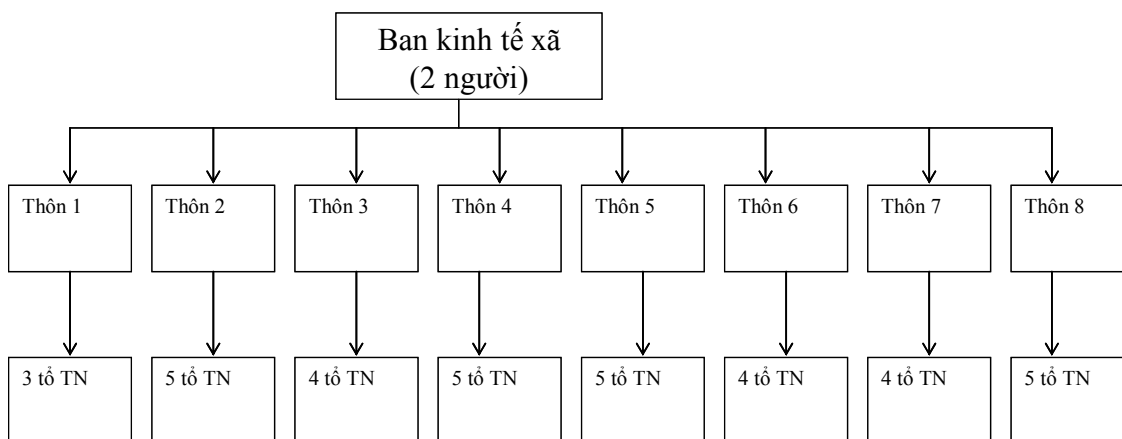 Ban kinh tế xã
(2 người)
Thôn 1
Thôn 2
Thôn 3
Thôn 4
Thôn 5
Thôn 6
Thôn 7
Thôn 8
3 tổ TN
5 tổ TN
4 tổ TN
5 tổ TN
5 tổ TN
4 tổ TN
4 tổ TN
5 tổ TN